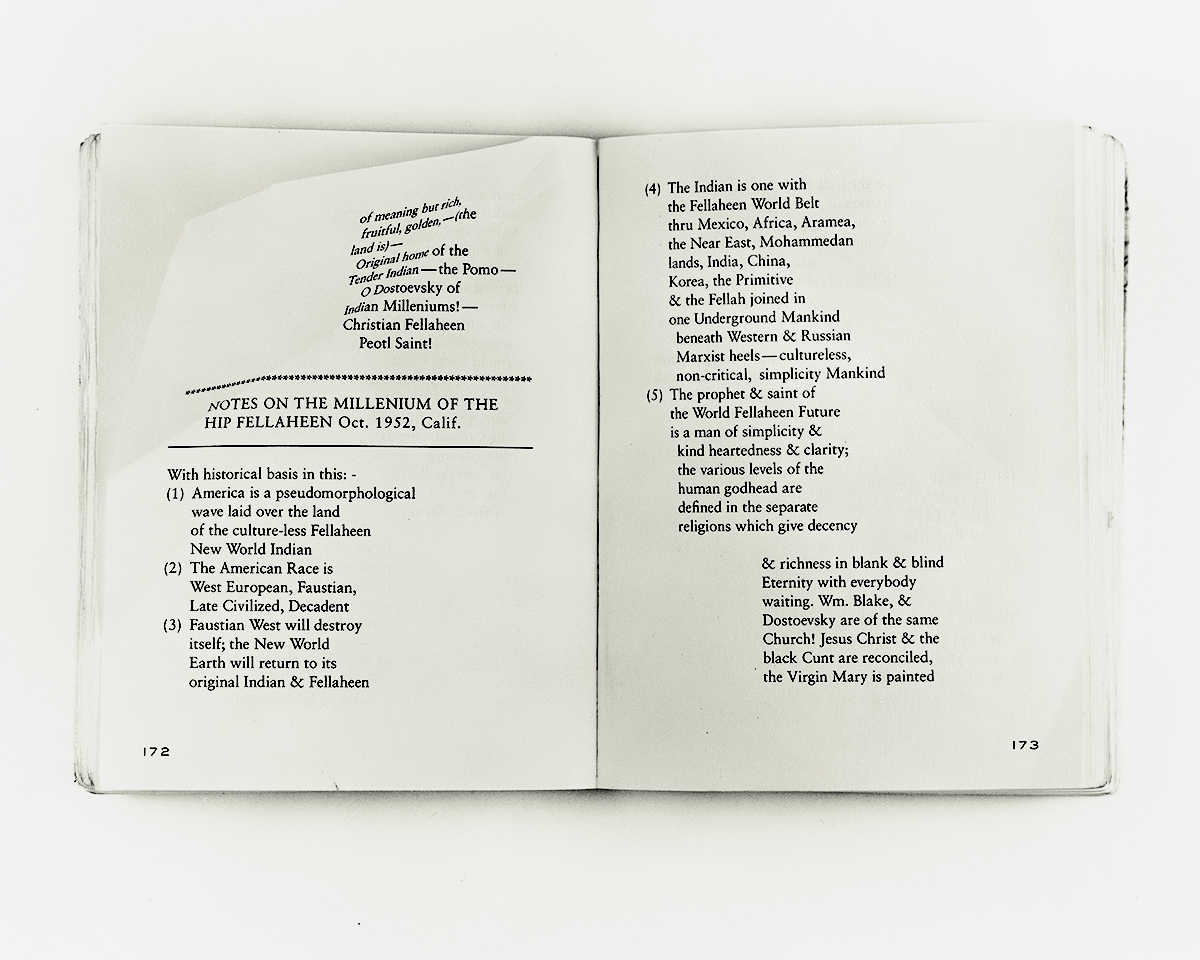 of meaning but rich,
fruitful, golden,—(the
land is)—
Original home of the
Tender Indian—the Pomo—
O Dostoevsky of
Indian Milleniums!—
Christian Fellaheen
Peotl Saint!
NOTES ON THE MILLENIUM OF THE
HIP FELLAHEEN Oct. 1952, Calif.
With historical basis in this: -
(1) America is a pseudomorphological
wave laid over the land
of the culture-less Fellaheen
New World Indian
(2) The American Race is
West European, Faustian,
Late Civilized, Decadent
(3) Faustian West will destroy
itself; the New World
Earth will return to its
original Indian & Fellaheen
172
(4) The Indian is one with
the Fellaheen World Belt
thru Mexico, Africa, Aramea,
the Near East, Mohammedan
lands, India, China,
Korea, the Primitive
& the Fellah joined in
one Underground Mankind
beneath Western & Russian
Marxist heels—cultureless,
non-critical, simplicity Mankind
(5) The prophet & saint of
the World Fellaheen Future
is a man of simplicity &
kind heartedness & clarity;
the various levels of the
human godhead are
defined in the separate
religions which give decency
& richness in blank & blind
Eternity with everybody
waiting. Wm. Blake, &
Dostoevsky are of the same
Church! Jesus Christ & the
black Cunt are reconciled,
the Virgin Mary is painted
173